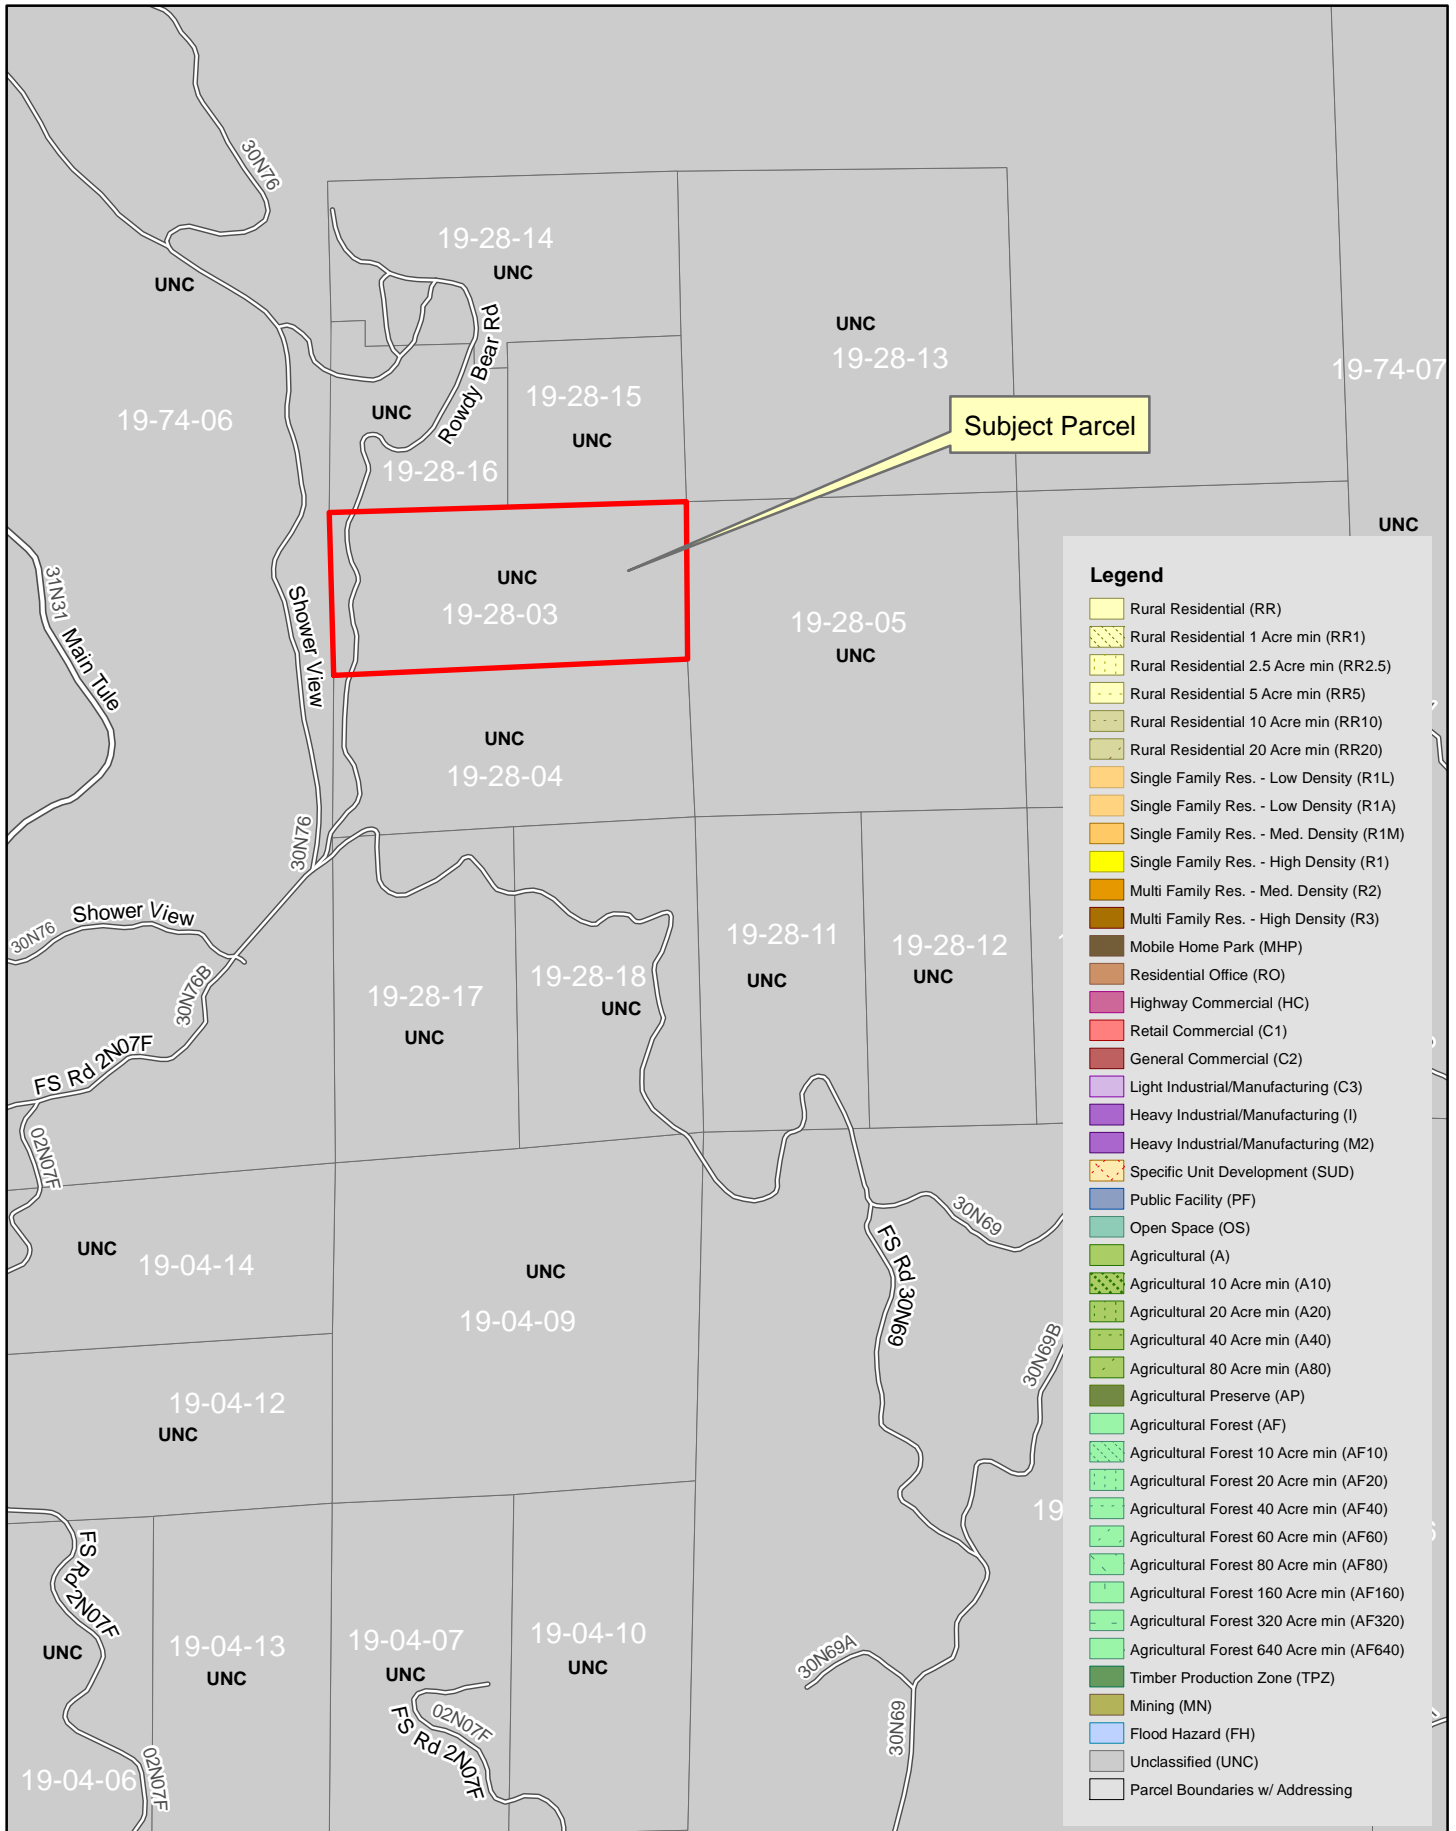 30N76
19-28-14
UNC
UNC
UNC
19-28-13
Rowdy Bear Rd
19-74-07
19-28-15
UNC
UNC
19-74-06
19-28-16
Subject Parcel
UNC
UNC
19-28-03
31N31
Main Tule
Shower View
19-28-05
UNC
UNC
19-28-04
30N76
Shower View
30N76
30N76B
19-28-11
UNC
19-28-12
UNC
19-28-17
UNC
19-28-18
UNC
FS Rd 2N07F
02N07F
30N69
FS Rd 30N69
UNC
19-04-14
UNC
19-04-09
30N69B
19-04-12
UNC
19
FS Rd 2N07F
UNC
19-04-13
UNC
19-04-07
UNC
19-04-10
UNC
30N69A
30N69
02N07F
FS Rd 2N07F
19-04-06
02N07F
Legend
Rural Residential (RR)
Rural Residential 1 Acre min (RR1)
Rural Residential 2.5 Acre min (RR2.5)
Rural Residential 5 Acre min (RR5)
Rural Residential 10 Acre min (RR10)
Rural Residential 20 Acre min (RR20)
Single Family Res. - Low Density (R1L)
Single Family Res. - Low Density (R1A)
Single Family Res. - Med. Density (R1M)
Single Family Res. - High Density (R1)
Multi Family Res. - Med. Density (R2)
Multi Family Res. - High Density (R3)
Mobile Home Park (MHP)
Residential Office (RO)
Highway Commercial (HC)
Retail Commercial (C1)
General Commercial (C2)
Light Industrial/Manufacturing (C3)
Heavy Industrial/Manufacturing (I)
Heavy Industrial/Manufacturing (M2)
Specific Unit Development (SUD)
Public Facility (PF)
Open Space (OS)
Agricultural (A)
Agricultural 10 Acre min (A10)
Agricultural 20 Acre min (A20)
Agricultural 40 Acre min (A40)
Agricultural 80 Acre min (A80)
Agricultural Preserve (AP)
Agricultural Forest (AF)
Agricultural Forest 10 Acre min (AF10)
Agricultural Forest 20 Acre min (AF20)
Agricultural Forest 40 Acre min (AF40)
Agricultural Forest 60 Acre min (AF60)
Agricultural Forest 80 Acre min (AF80)
Agricultural Forest 160 Acre min (AF160)
Agricultural Forest 320 Acre min (AF320)
Agricultural Forest 640 Acre min (AF640)
Timber Production Zone (TPZ)
Mining (MN)
Flood Hazard (FH)
Unclassified (UNC)
Parcel Boundaries w/ Addressing